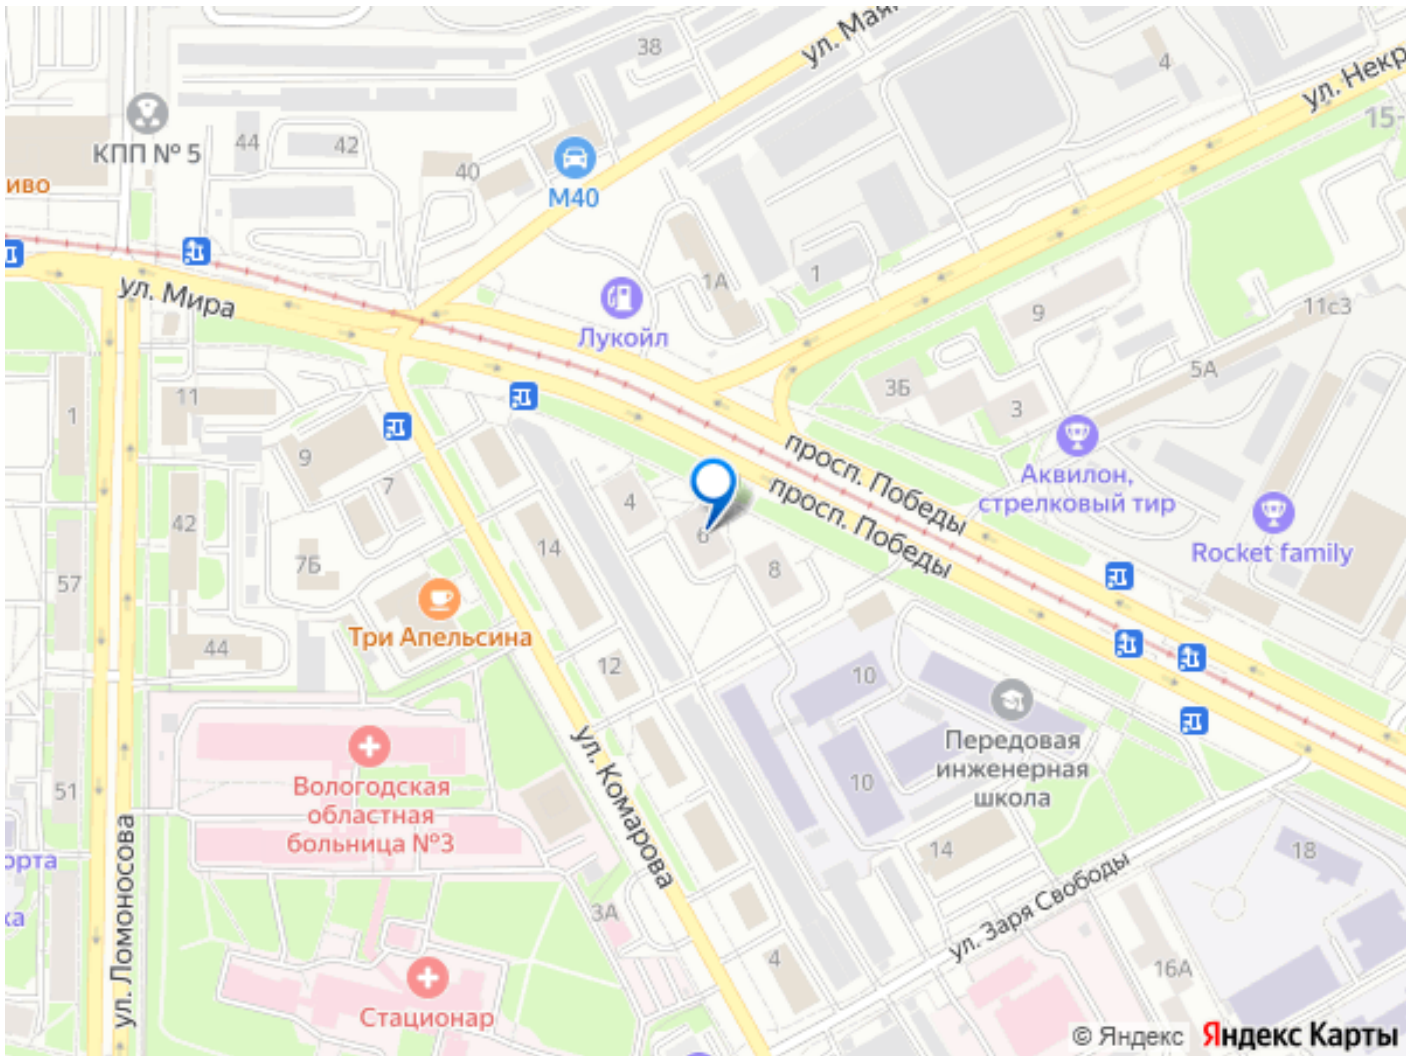 38
ул. Маяк
4
ул. Некр
15-
КПП № 5
44
42
40
М40
иво
ул. Мира
1А
1
Лукойл
9
11с3
5А
3Б
3
1
11
9
7
4
6
8
14
просп. Победы
просп. Победы
Аквилон,
стрелковый тир
Rocket family
42
57
7Б
44
Три Апельсина
12
10
10
Передовая
инженерная
школа
51
Вологодская
областная
больница №3
ул. Комарова
ул. Ломоносова
орта
ка
3А
14
18
ул. Заря Свободы
4
16А
Стационар
© Яндекс
Яндекс Карты